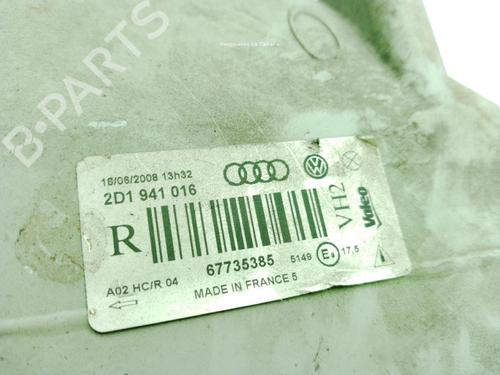 B-PARTS
16/06/2008 13h32
2D1 941 016
R
VH2
Valeo
67735385
5149
17,5
A02 HC/R 04
MADE IN FRANCE 5